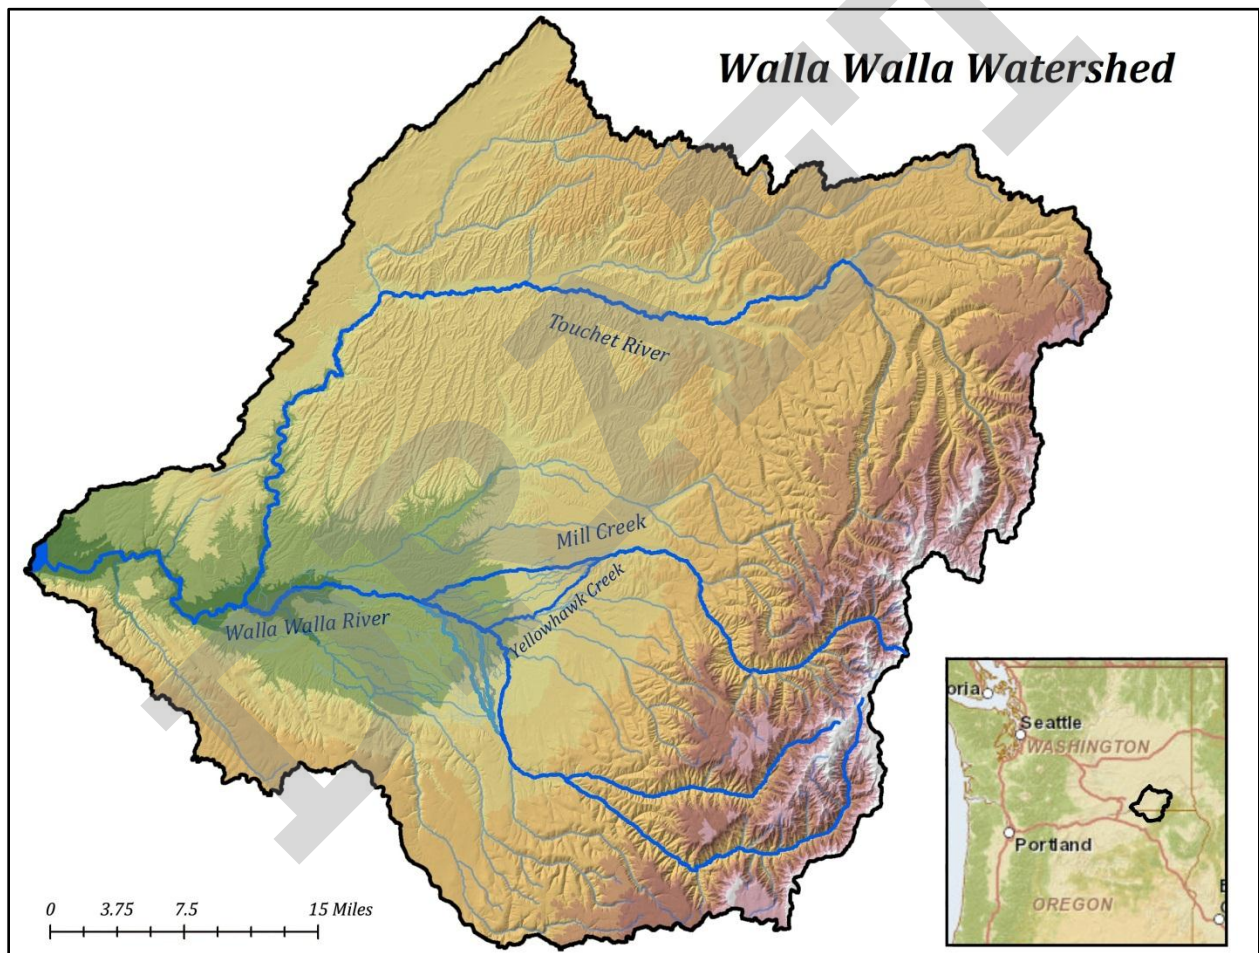 Walla Walla Watershed
DRAFT
Touchet River
Mill Creek
Yellowhawk Creek
Walla Walla River
0 3.75 7.5 15 Miles
oria
Seattle
WASHINGTON
Portland
OREGON